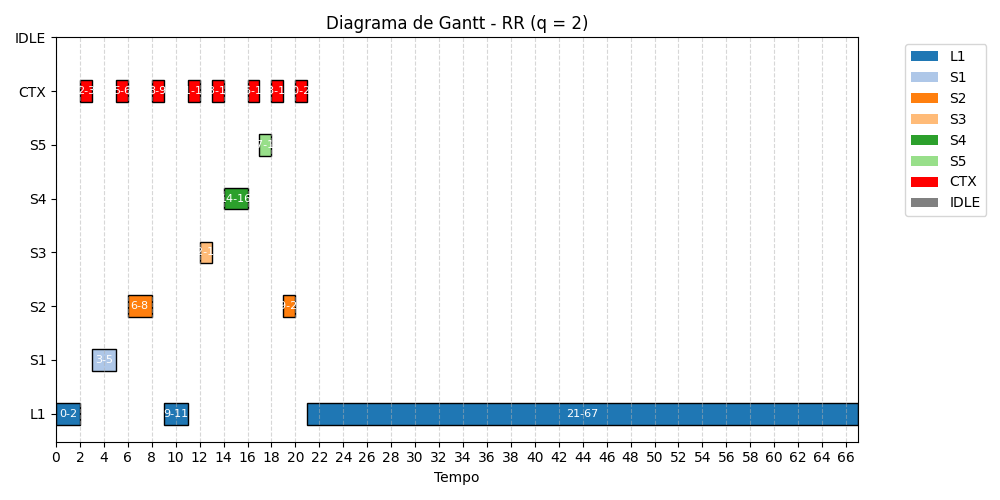 Diagrama de Gantt - RR (q = 2)
IDLE
CTX
S5
S4
14-16
S3
S2
6-8
S1
3-5
L1
0-2
9-11
21-67
0 2 4 6 8 10 12 14 16 18 20 22 24 26 28 30 32 34 36 38 40 42 44 46 48 50 52 54 56 58 60 62 64 66
Tempo
L1
S1
S2
S3
S4
S5
CTX
IDLE